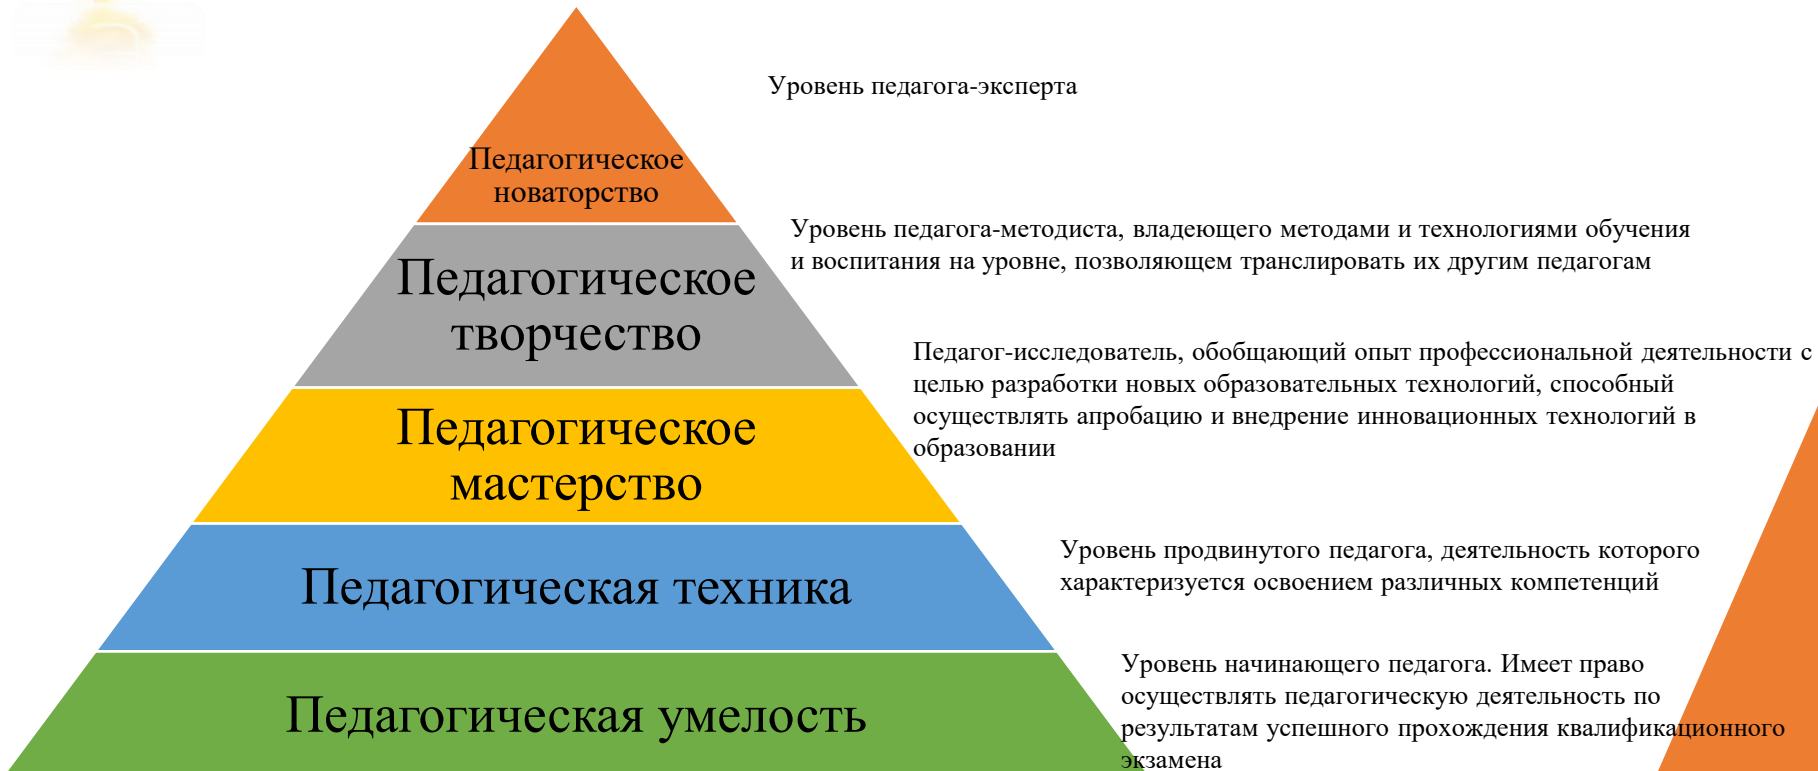 Уровень педагога-эксперта
Педагогическое
новаторство
Уровень педагога-методиста, владеющего методами и технологиями обучения
и воспитания на уровне, позволяющем транслировать их другим педагогам
Педагогическое
творчество
Педагог-исследователь, обобщающий опыт профессиональной деятельности с
целью разработки новых образовательных технологий, способный
осуществлять апробацию и внедрение инновационных технологий в
образовании
Педагогическое
мастерство
Уровень продвинутого педагога, деятельность которого
характеризуется освоением различных компетенций
Педагогическая техника
Уровень начинающего педагога. Имеет право
осуществлять педагогическую деятельность по
результатам успешного прохождения квалификационного
экзамена
Педагогическая умелость